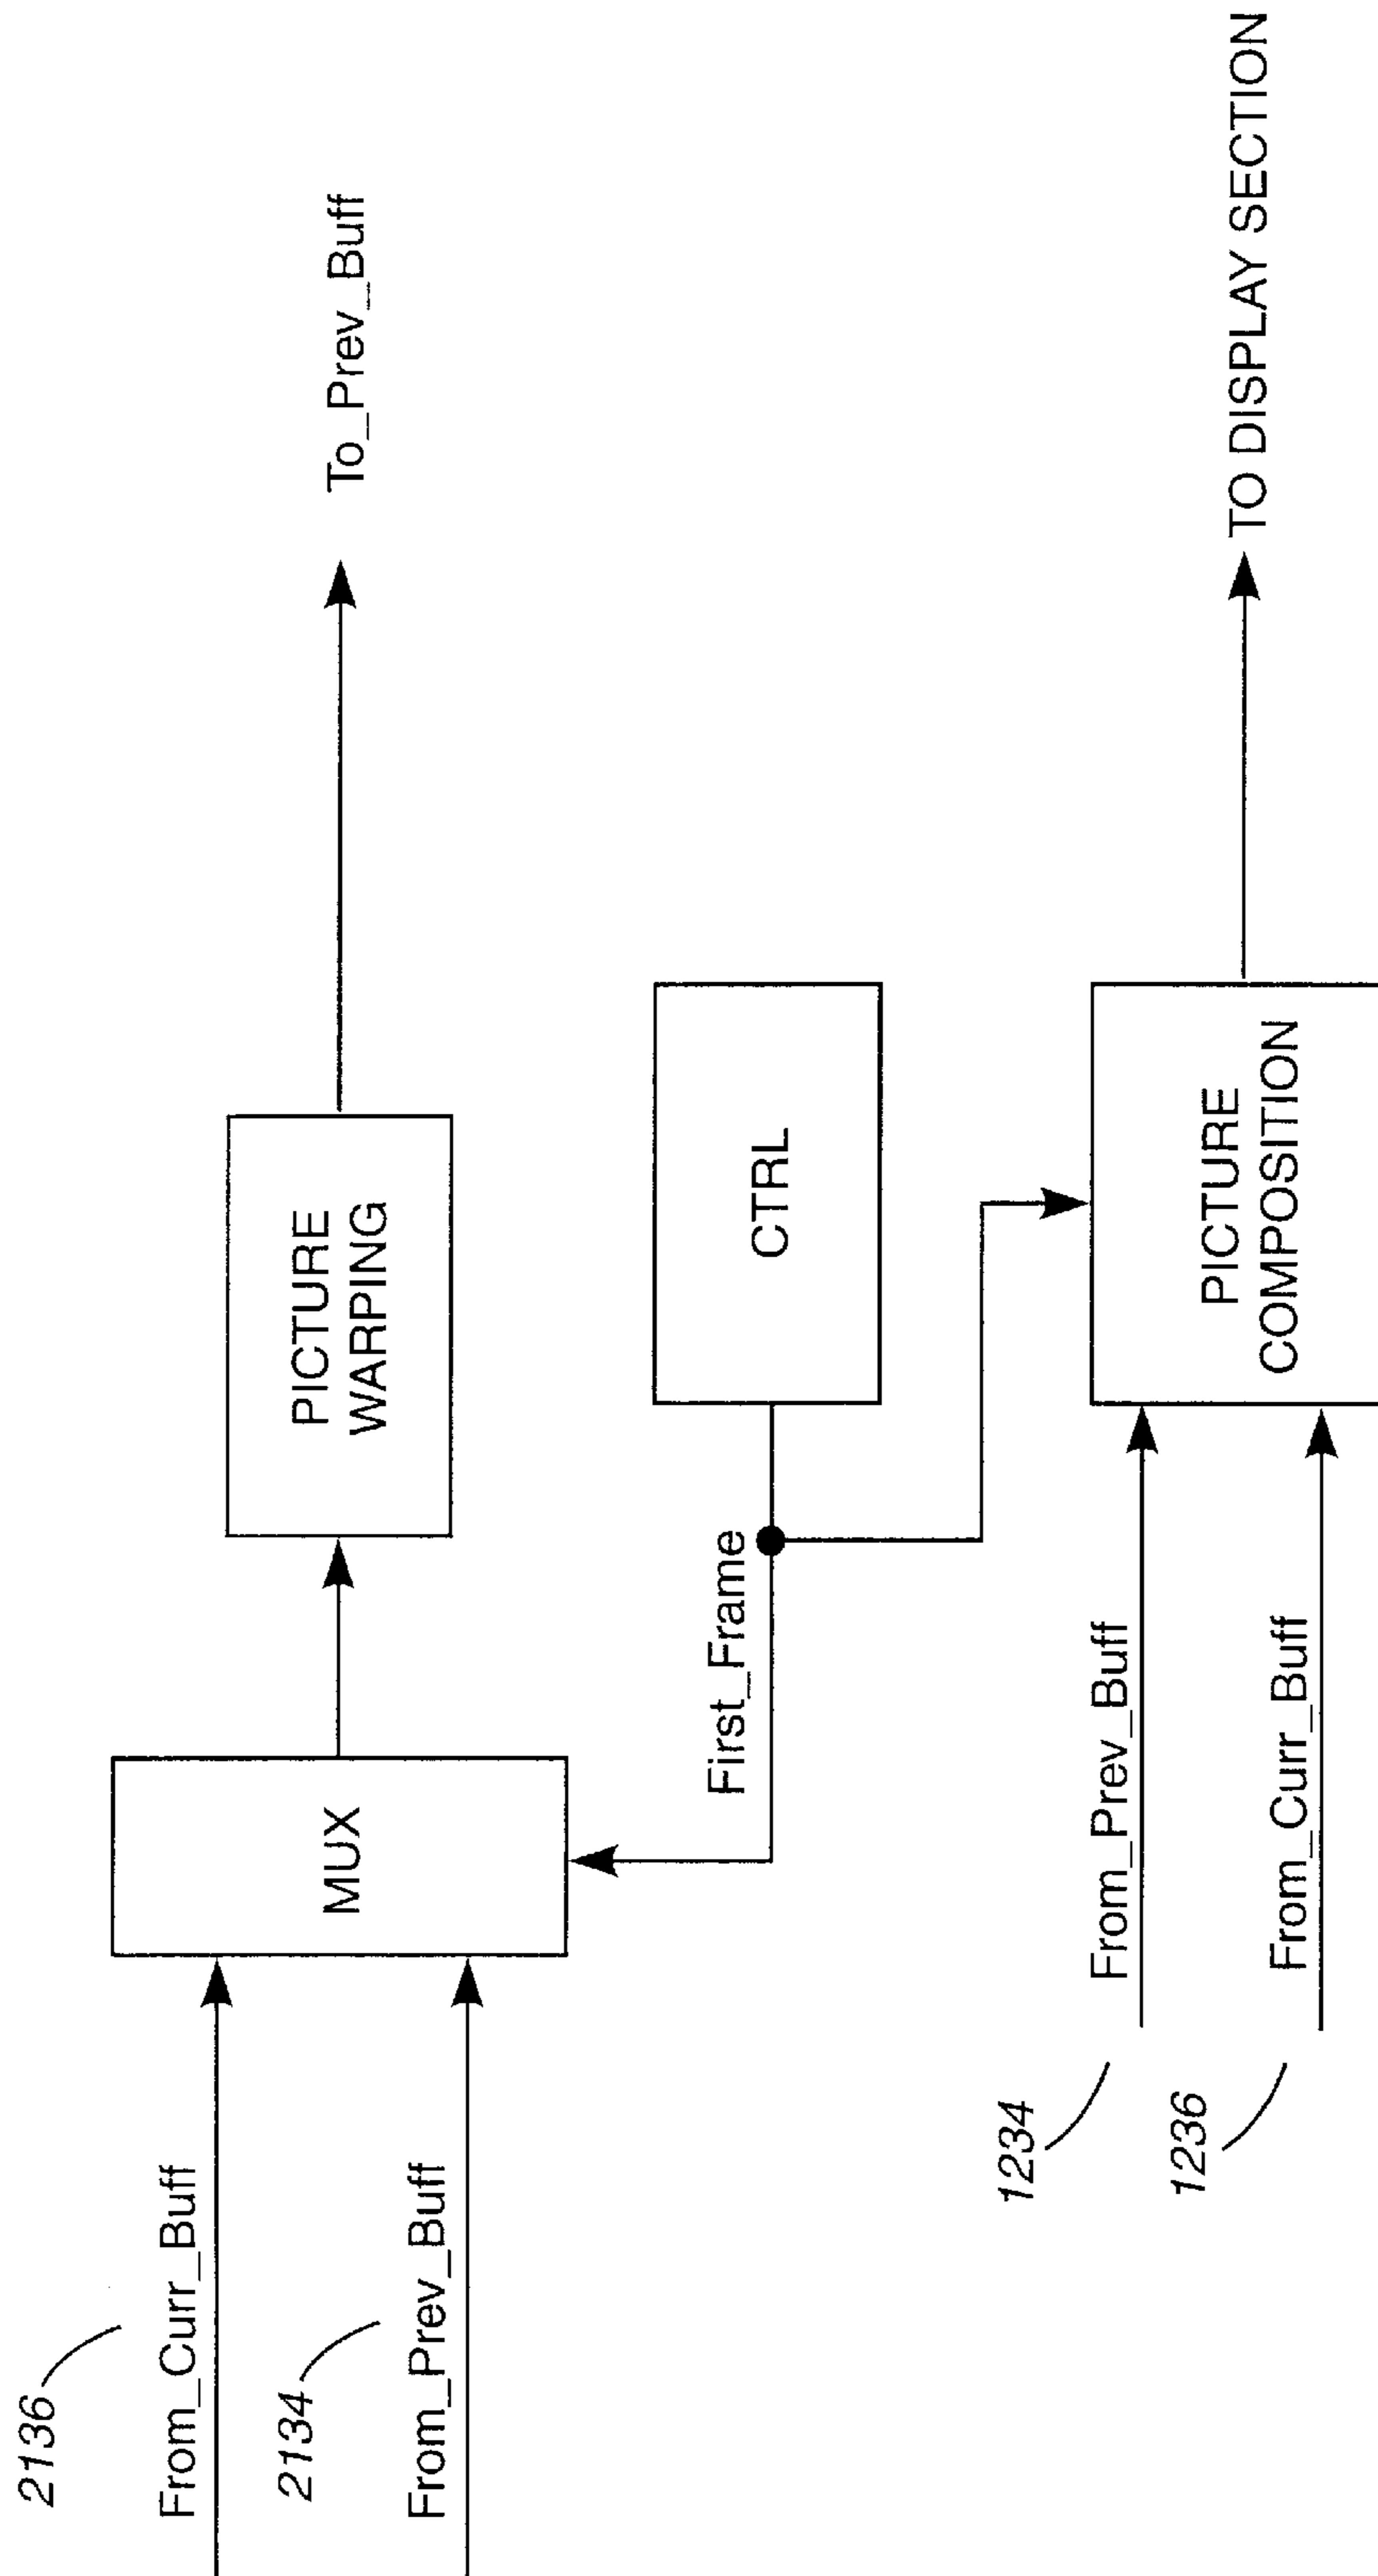 2136
From_Curr_Buff
2134
From_Prev_Buff
MUX
PICTURE
WARPING
To_Prev_Buff
First_Frame
CTRL
1234
From_Prev_Buff
1236
From_Curr_Buff
PICTURE
COMPOSITION
TO DISPLAY SECTION